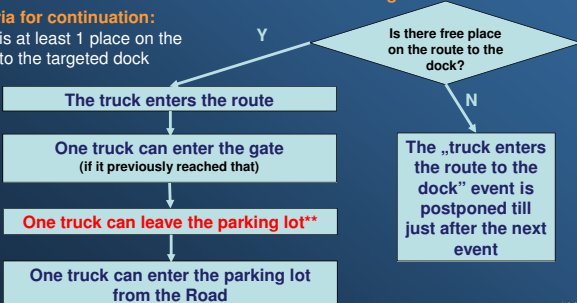 ria for continuation:
is at least 1 place on the
to the targeted dock
Y
Is there free place
on the route to the
dock?
N
The truck enters the route
One truck can enter the gate
(if it previously reached that)
One truck can leave the parking lot**
One truck can enter the parking lot
from the Road
The „truck enters
the route to the
dock” event is
postponed till
just after the next
event